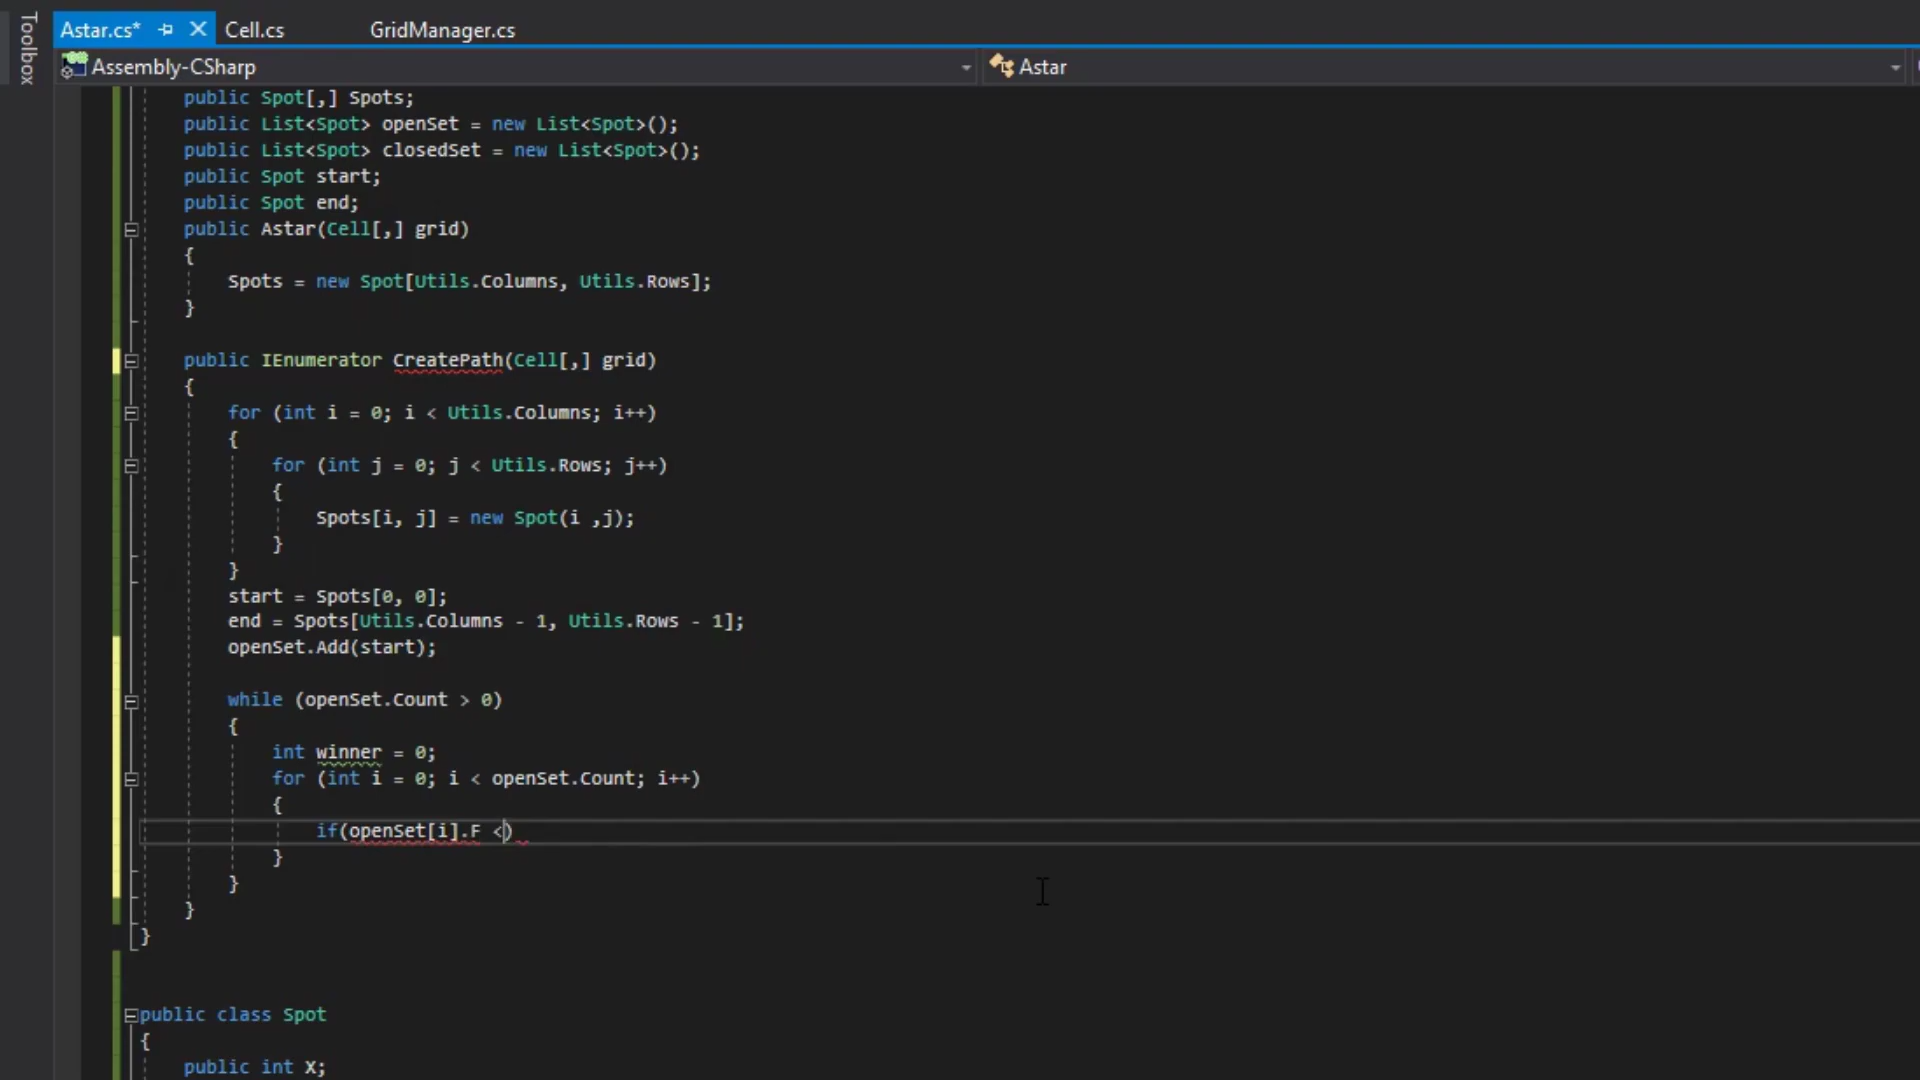 Toolbox
Astar.cs* Cell.cs GridManager.cs
Assembly-CSharp Astar
public Spot[,] Spots;
public List<Spot> openSet = new List<Spot>();
public List<Spot> closedSet = new List<Spot>();
public Spot start;
public Spot end;
public Astar(Cell[,] grid)
{
Spots = new Spot[Utils.Columns, Utils.Rows];
}
public IEnumerator CreatePath(Cell[,] grid)
{
for (int i = 0; i < Utils.Columns; i++)
{
for (int j = 0; j < Utils.Rows; j++)
{
Spots[i, j] = new Spot(i ,j);
}
}
start = Spots[0, 0];
end = Spots[Utils.Columns - 1, Utils.Rows - 1];
openSet.Add(start);
while (openSet.Count > 0)
{
int winner = 0;
for (int i = 0; i < openSet.Count; i++)
{
if(openSet[i].F <)
}
}
}
}
public class Spot
{
public int X;